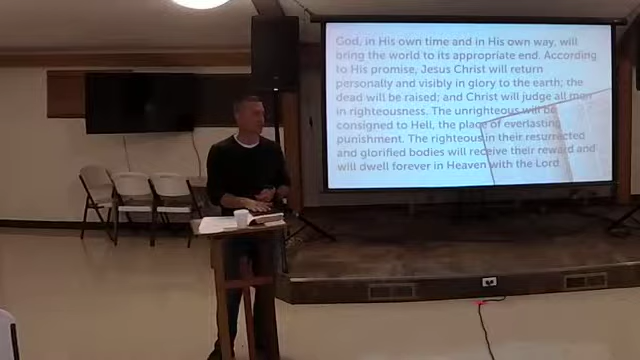 God, in His own time and in His own way, will
bring the world to its appropriate end. According
to His promise, Jesus Christ will return
personally and visibly in glory to the earth; the
dead will be raised; and Christ will judge all men
in righteousness. The unrighteous will be
consigned to Hell, the place of everlasting
punishment. The righteous in their resurrected
and glorified bodies will receive their reward and
will dwell forever in Heaven with the Lord.